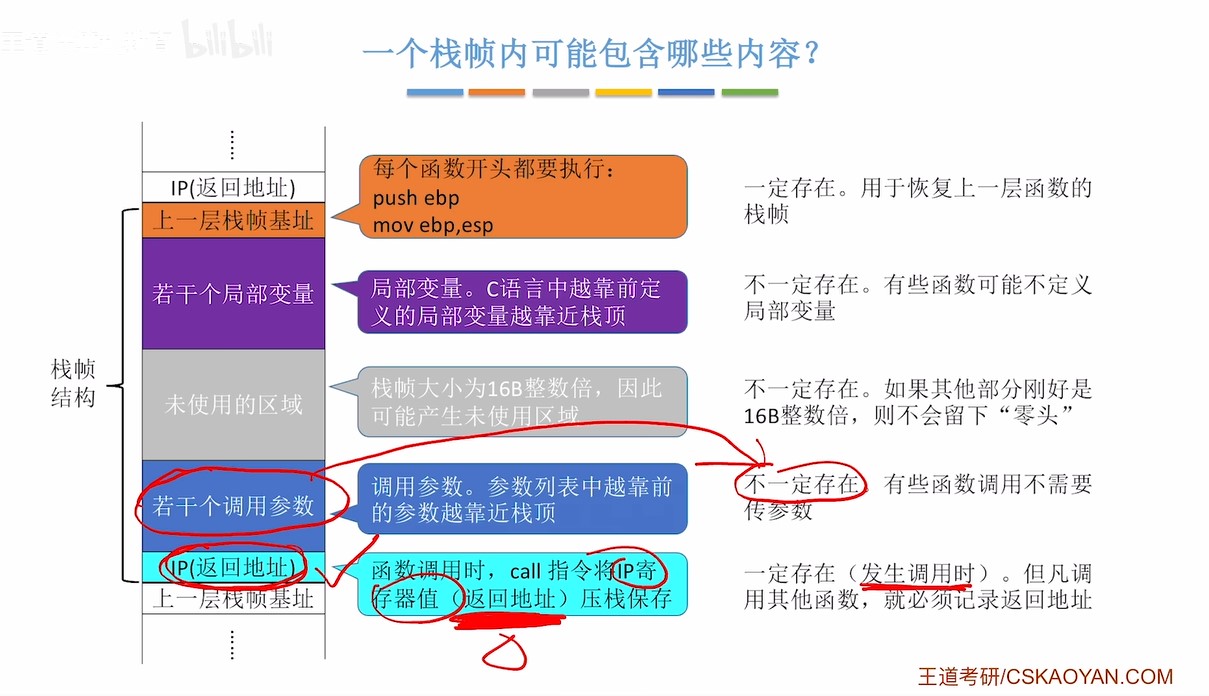 bilibili
一个栈帧内可能包含哪些内容？
IP(返回地址)
上一层栈帧基址
若干个局部变量
未使用的区域
若干个调用参数
IP(返回地址)
上一层栈帧基址
栈帧
结构
每个函数开头都要执行：
push ebp
mov ebp,esp
局部变量。C语言中越靠前定
义的局部变量越靠近栈顶
栈帧大小为16B整数倍，因此
可能产生未使用区域
调用参数。参数列表中越靠前
的参数越靠近栈顶
函数调用时，call 指令将IP寄
存器值（返回地址）压栈保存
一定存在。用于恢复上一层函数的
栈帧
不一定存在。有些函数可能不定义
局部变量
不一定存在。如果其他部分刚好是
16B整数倍，则不会留下“零头”
不一定存在。有些函数调用不需要
传参数
一定存在（发生调用时）。但凡调
用其他函数，就必须记录返回地址
王道考研/CSKAOYAN.COM